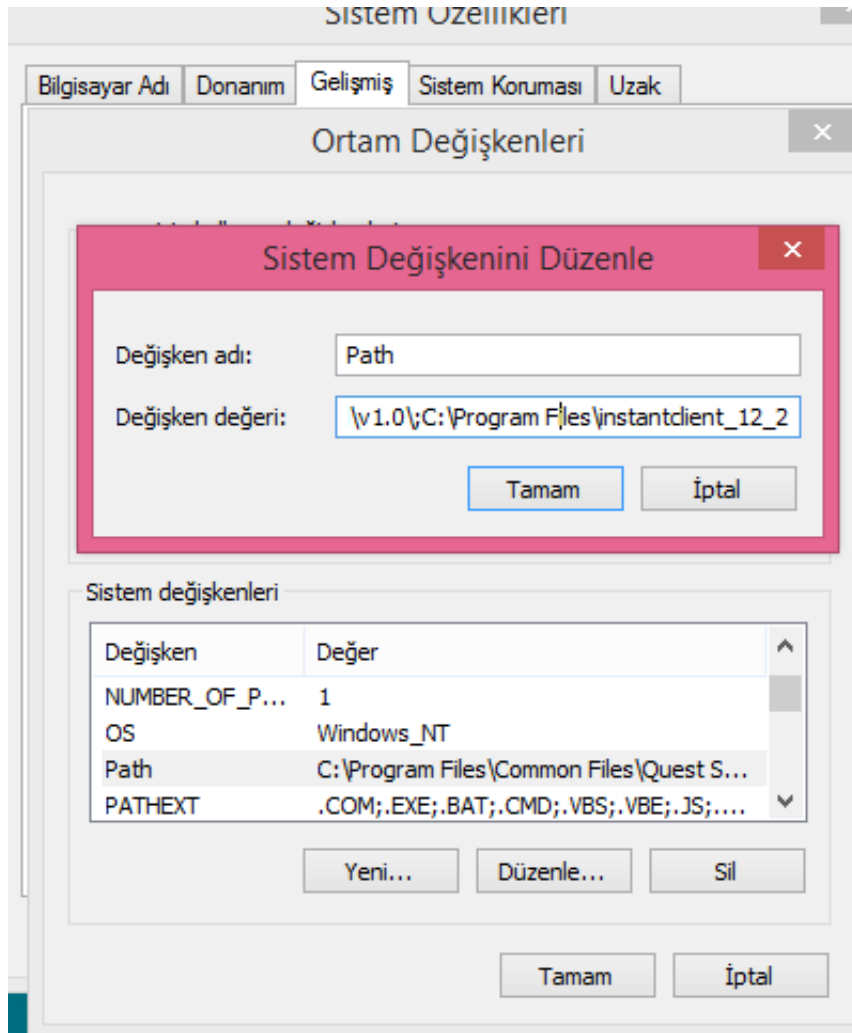 Sistem Özellikleri
Bilgisayar Adı Donanım Gelişmiş Sistem Koruması Uzak
Ortam Değişkenleri
Sistem Değişkenini Düzenle
Değişken adı: Path
Değişken değeri: \v1.0\;C:\Program Files\instantclient_12_2
Tamam İptal
Sistem değişkenleri
Değişken Değer
NUMBER_OF_P... 1
OS Windows_NT
Path C:\Program Files\Common Files\Quest S...
PATHEXT .COM;.EXE;.BAT;.CMD;.VBS;.VBE;.JS;....
Yeni... Düzenle... Sil
Tamam İptal